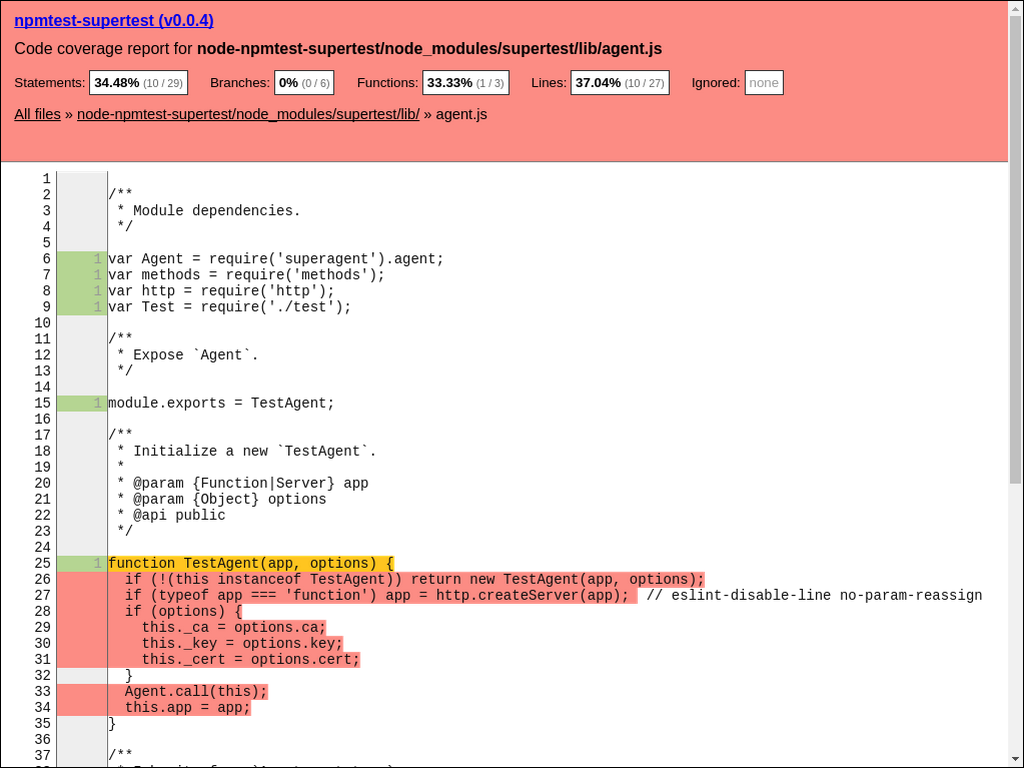 npmtest-supertest (v0.0.4)
Code coverage report for node-npmtest-supertest/node_modules/supertest/lib/agent.js
Statements: 34.48% (10 / 29) Branches: 0% (0 / 6) Functions: 33.33% (1 / 3) Lines: 37.04% (10 / 27) Ignored: none
All files » node-npmtest-supertest/node_modules/supertest/lib/ » agent.js
1
2 /**
3  * Module dependencies.
4  */
5
6 1 var Agent = require('superagent').agent;
7 1 var methods = require('methods');
8 1 var http = require('http');
9 1 var Test = require('./test');
10
11 /**
12  * Expose `Agent`.
13  */
14
15 1 module.exports = TestAgent;
16
17 /**
18  * Initialize a new `TestAgent`.
19  *
20  * @param {Function|Server} app
21  * @param {Object} options
22  * @api public
23  */
24
25 1 function TestAgent(app, options) {
26   if (!(this instanceof TestAgent)) return new TestAgent(app, options);
27   if (typeof app === 'function') app = http.createServer(app);  // eslint-disable-line no-param-reassign
28   if (options) {
29     this._ca = options.ca;
30     this._key = options.key;
31     this._cert = options.cert;
32   }
33   Agent.call(this);
34   this.app = app;
35 }
36
37 /**